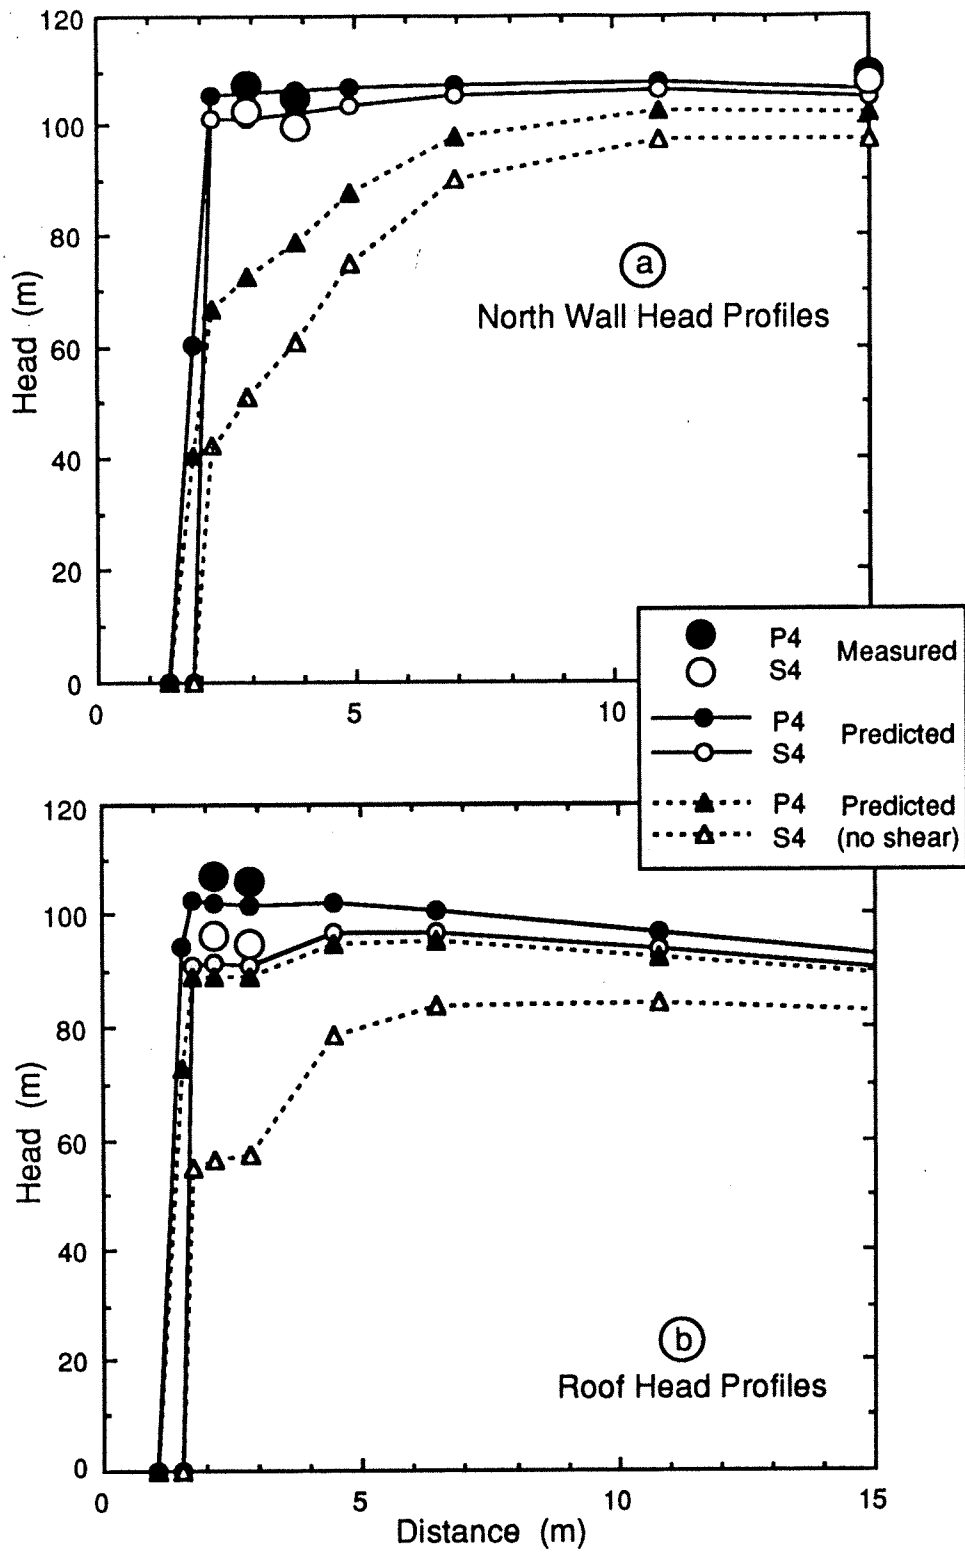 120
100
80
60
40
20
0
Head (m)
a
North Wall Head Profiles
0
5
10
P4
S4
Measured
P4
S4
Predicted
P4
S4
Predicted
(no shear)
120
100
80
60
40
20
0
Head (m)
b
Roof Head Profiles
0
5
10
15
Distance (m)